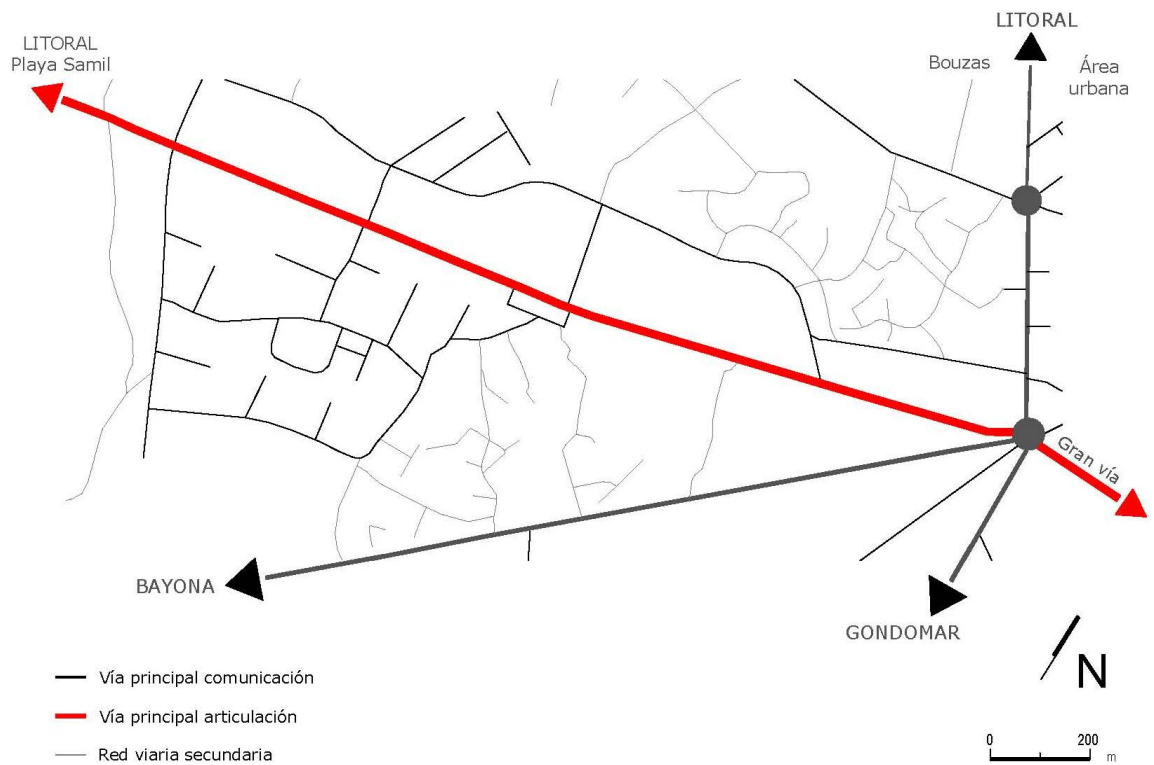 LITORAL
LITORAL
Playa Samil
Bouzas
Área
urbana
Gran vía
BAYONA
GONDOMAR
N
Vía principal comunicación
Vía principal articulación
Red viaria secundaria
0 200
m